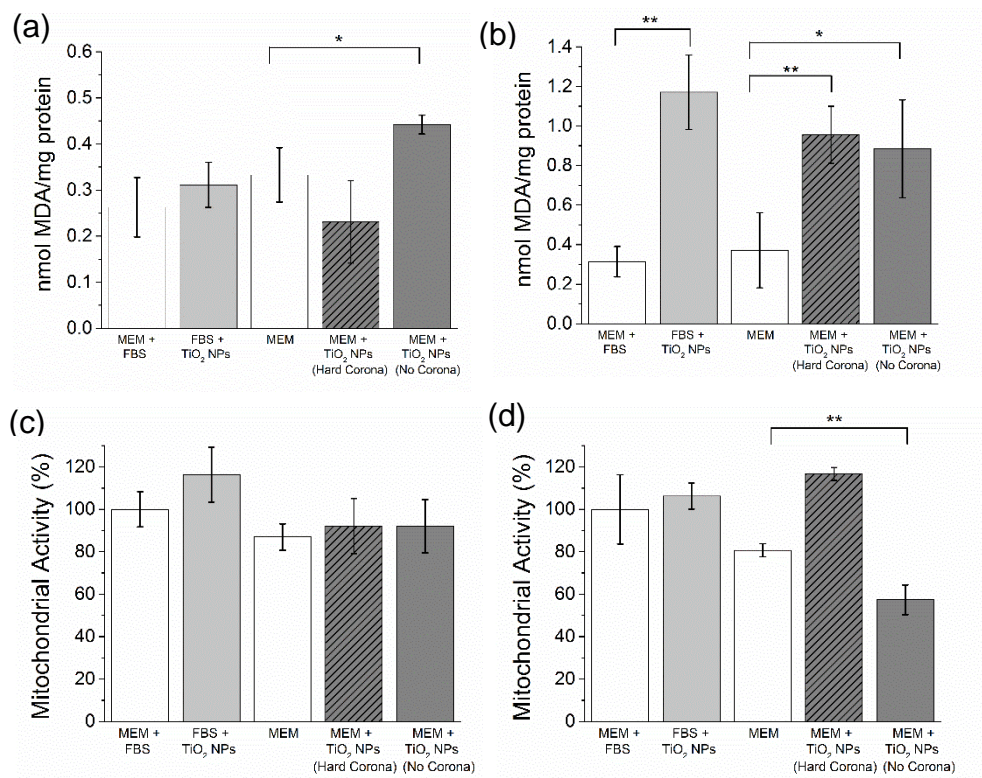 (a)
*
nmol MDA/mg protein
0.6
0.5
0.4
0.3
0.2
0.1
0.0
MEM + FBS
FBS + TiO₂ NPs
MEM
MEM + TiO₂ NPs (Hard Corona)
MEM + TiO₂ NPs (No Corona)
(b)
**
*
**
nmol MDA/mg protein
1.4
1.2
1.0
0.8
0.6
0.4
0.2
0.0
MEM + FBS
FBS + TiO₂ NPs
MEM
MEM + TiO₂ NPs (Hard Corona)
MEM + TiO₂ NPs (No Corona)
(c)
Mitochondrial Activity (%)
120
100
80
60
40
20
0
MEM + FBS
FBS + TiO₂ NPs
MEM
MEM + TiO₂ NPs (Hard Corona)
MEM + TiO₂ NPs (No Corona)
(d)
**
Mitochondrial Activity (%)
120
100
80
60
40
20
0
MEM + FBS
FBS + TiO₂ NPs
MEM
MEM + TiO₂ NPs (Hard Corona)
MEM + TiO₂ NPs (No Corona)